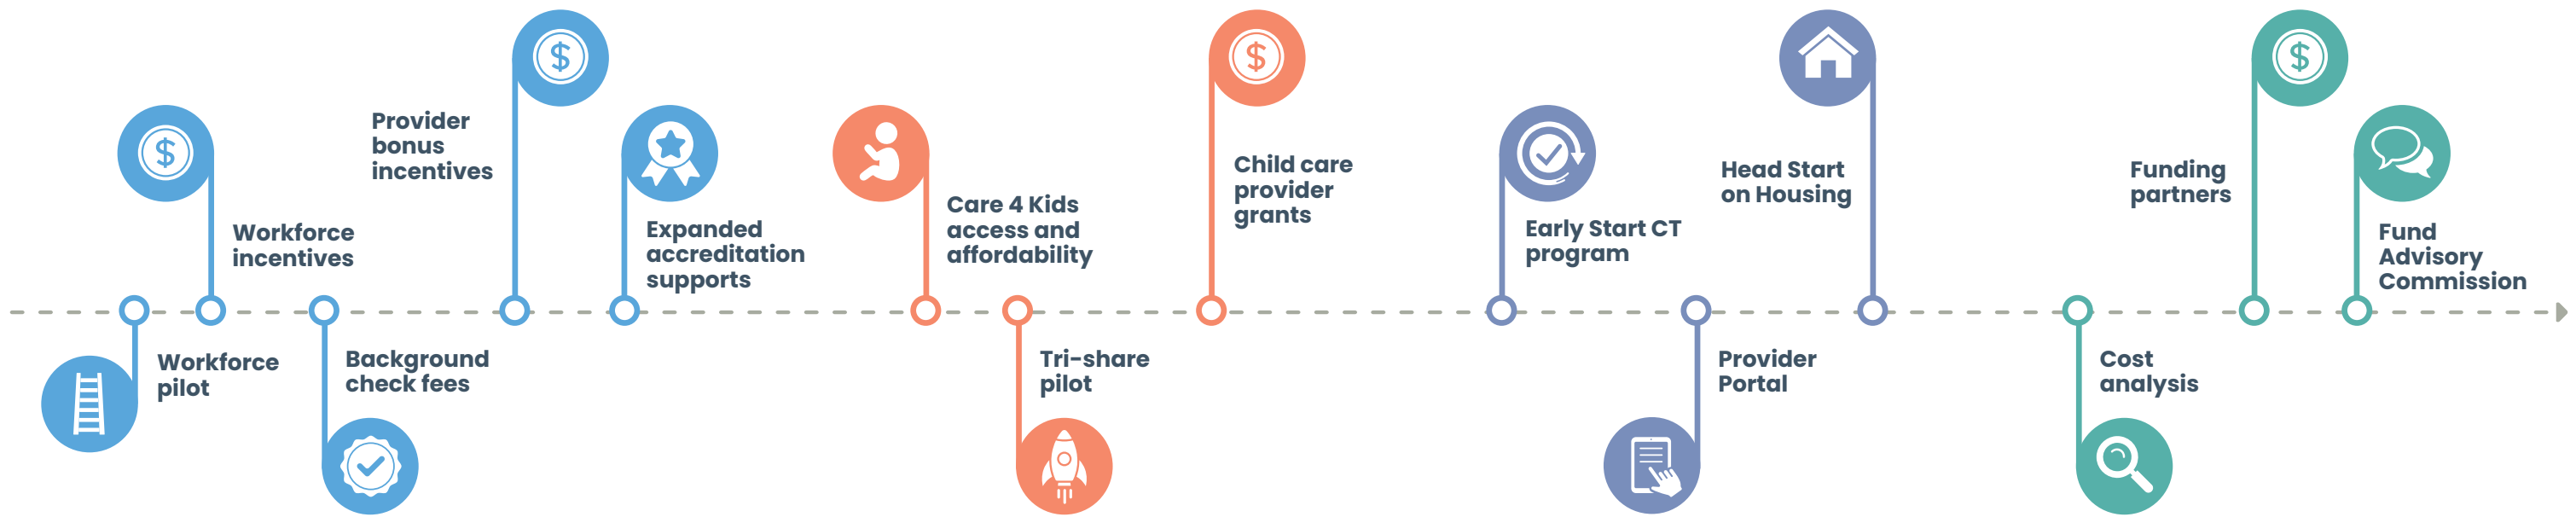 Workforce
pilot
Workforce
incentives
Background
check fees
Provider
bonus
incentives
Expanded
accreditation
supports
Care 4 Kids
access and
affordability
Tri-share
pilot
Child care
provider
grants
Early Start CT
program
Provider
Portal
Head Start
on Housing
Cost
analysis
Funding
partners
Fund
Advisory
Commission